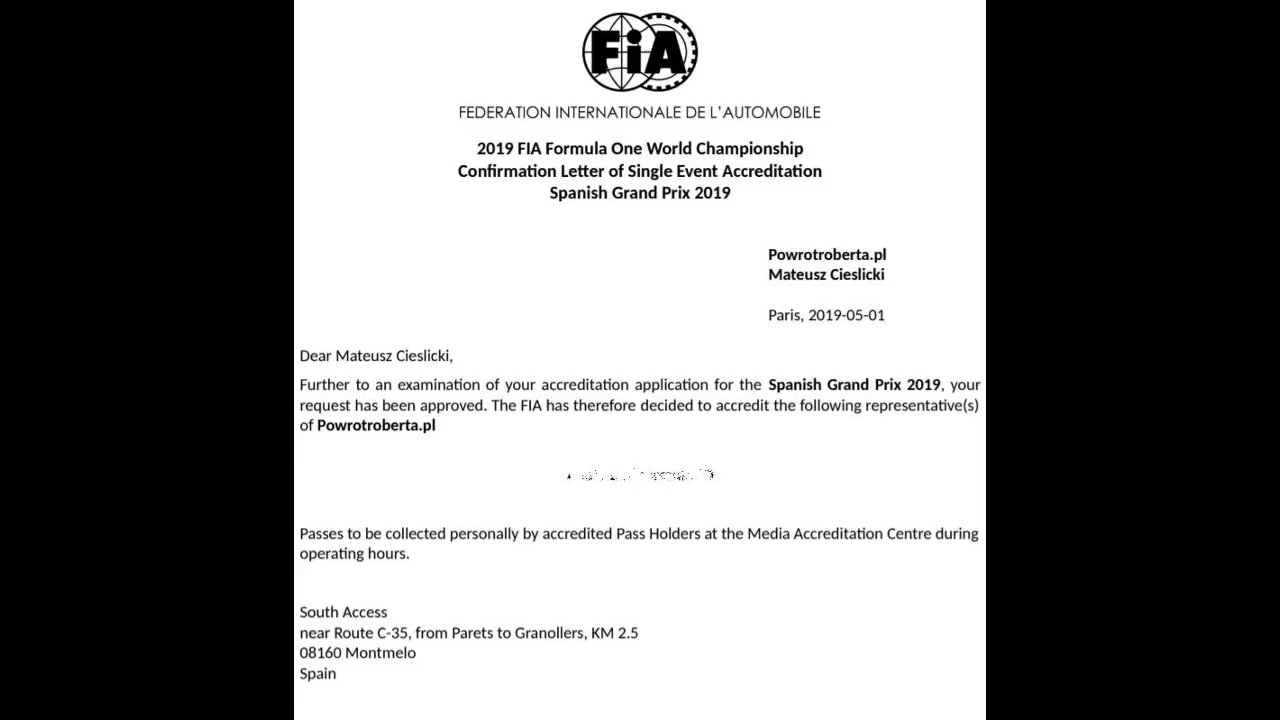 FiA
FEDERATION INTERNATIONALE DE L'AUTOMOBILE
2019 FIA Formula One World Championship
Confirmation Letter of Single Event Accreditation
Spanish Grand Prix 2019
Powrotroberta.pl
Mateusz Cieslicki
Paris, 2019-05-01
Dear Mateusz Cieslicki,
Further to an examination of your accreditation application for the Spanish Grand Prix 2019, your
request has been approved. The FIA has therefore decided to accredit the following representative(s)
of Powrotroberta.pl
Passes to be collected personally by accredited Pass Holders at the Media Accreditation Centre during
operating hours.
South Access
near Route C-35, from Parets to Granollers, KM 2.5
08160 Montmelo
Spain